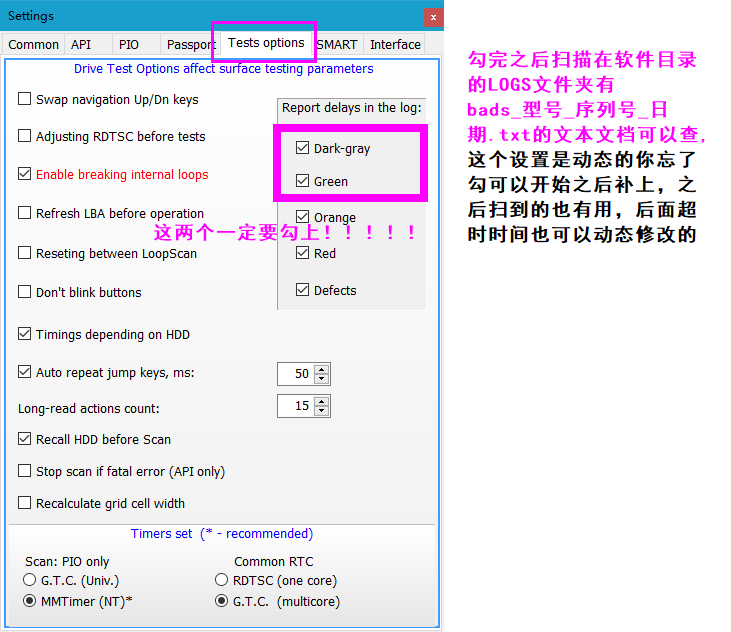 Settings
x
Common API PIO Passport Tests options SMART Interface
Drive Test Options affect surface testing parameters
Swap navigation Up/Dn keys
Report delays in the log:
Adjusting RDTSC before tests
Dark-gray
Enable breaking internal loops
Green
Refresh LBA before operation
Orange
这两个一定要勾上！！！！！
Reseting between LoopScan
Red
Don't blink buttons
Defects
Timings depending on HDD
Auto repeat jump keys, ms:
50
Long-read actions count:
15
Recall HDD before Scan
Stop scan if fatal error (API only)
Recalculate grid cell width
Timers set (* - recommended)
Scan: PIO only
Common RTC
G.T.C. (Univ.)
RDTSC (one core)
MMTimer (NT)*
G.T.C. (multicore)
勾完之后扫描在软件目录
的LOGS文件夹有
bads_型号_序列号_日
期.txt的文本文档可以查,
这个设置是动态的你忘了
勾可以开始之后补上，之
后扫到的也有用，后面超
时时间也可以动态修改的